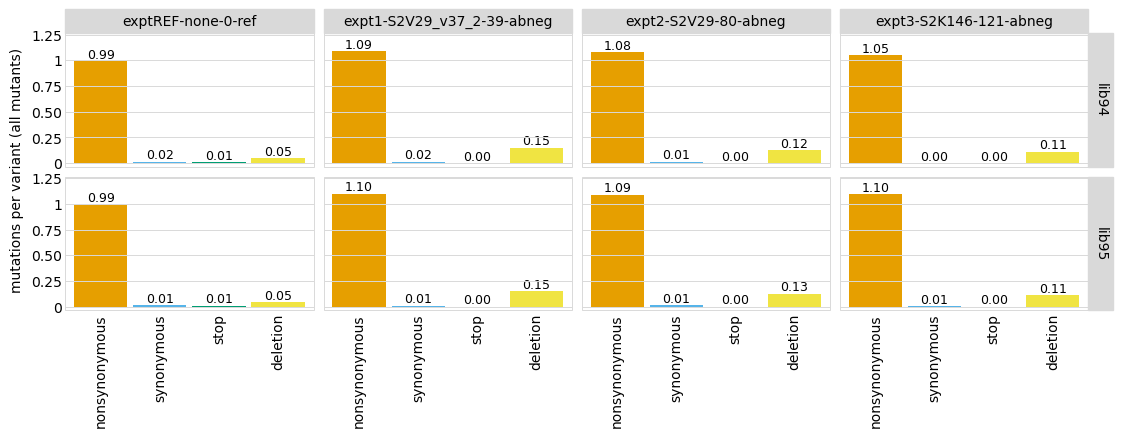 exptREF-none-0-ref
expt1-S2V29_v37_2-39-abneg
expt2-S2V29-80-abneg
expt3-S2K146-121-abneg
mutations per variant (all mutants)
1.25
1
0.75
0.50
0.25
0
0.99
0.02
0.01
0.05
1.09
0.02
0.00
0.15
1.08
0.01
0.00
0.12
1.05
0.00
0.00
0.11
lib94
1.25
1
0.75
0.50
0.25
0
0.99
0.01
0.01
0.05
1.10
0.01
0.00
0.15
1.09
0.01
0.00
0.13
1.10
0.01
0.00
0.11
lib95
nonsynonymous
synonymous
stop
deletion
nonsynonymous
synonymous
stop
deletion
nonsynonymous
synonymous
stop
deletion
nonsynonymous
synonymous
stop
deletion